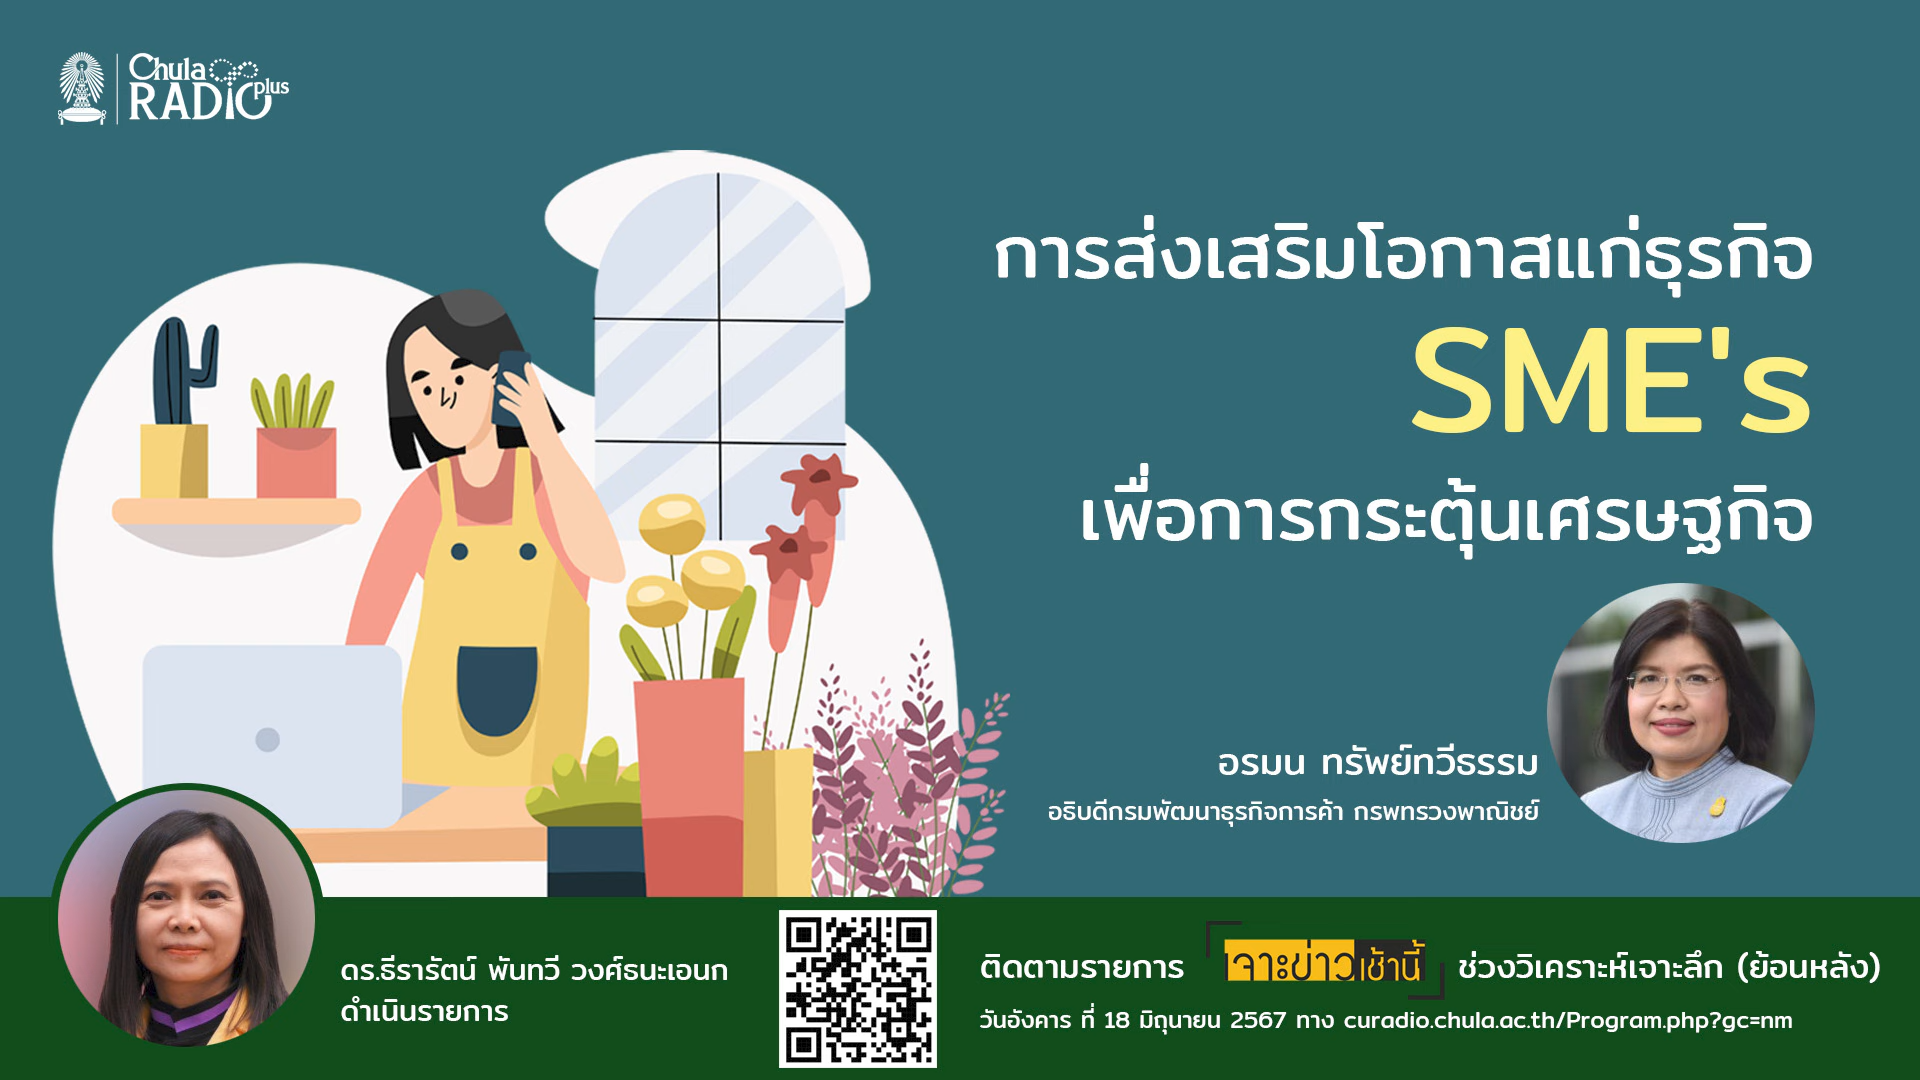 Chula
RADIO plus
การส่งเสริมโอกาสแก่ธุรกิจ
SME's
เพื่อการกระตุ้นเศรษฐกิจ
อรมน ทรัพย์ทวีธรรม
อธิบดีกรมพัฒนาธุรกิจการค้า กรพทรวงพาณิชย์
ดร.ธีรารัตน์ พันทวี วงศ์ธนะเอนก
ดำเนินรายการ
ติดตามรายการ เจาะข่าวเช้านี้ ช่วงวิเคราะห์เจาะลึก (ย้อนหลัง)
วันอังคาร ที่ 18 มิถุนายน 2567 ทาง curadio.chula.ac.th/Program.php?gc=nm